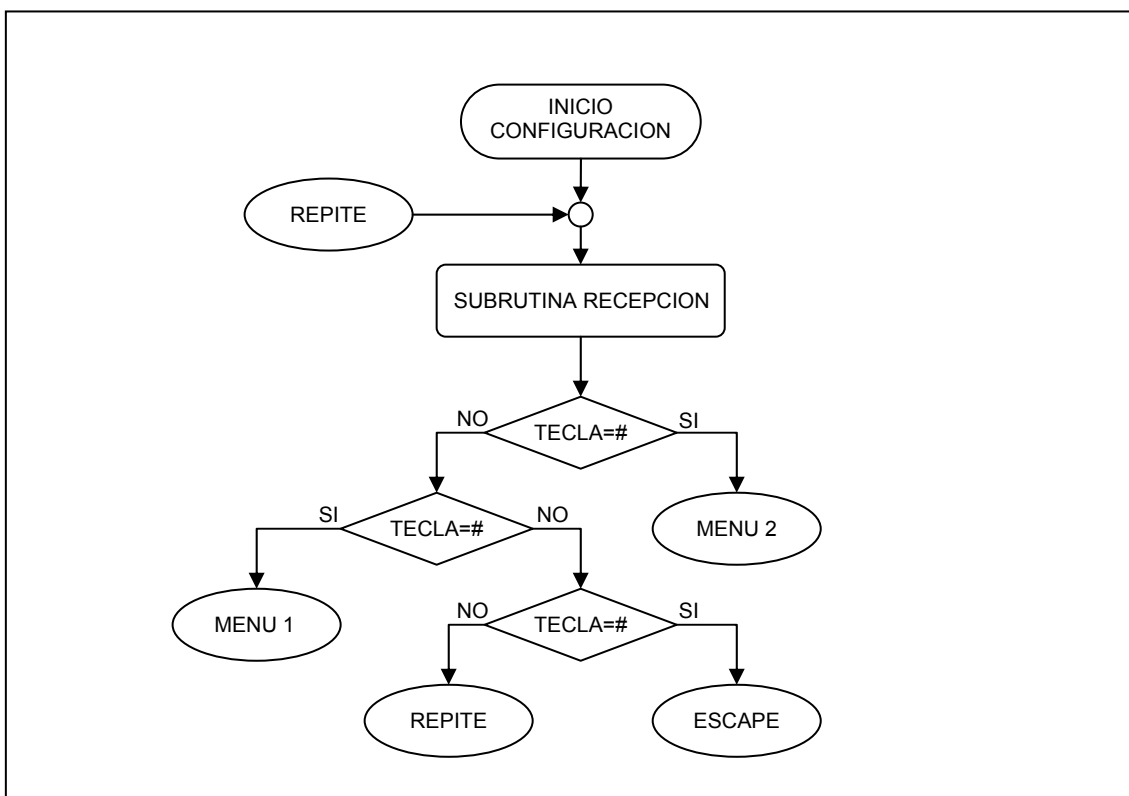 INICIO
CONFIGURACION
REPITE
SUBRUTINA RECEPCION
NO
TECLA=#
SI
SI
TECLA=#
NO
MENU 2
MENU 1
NO
TECLA=#
SI
REPITE
ESCAPE